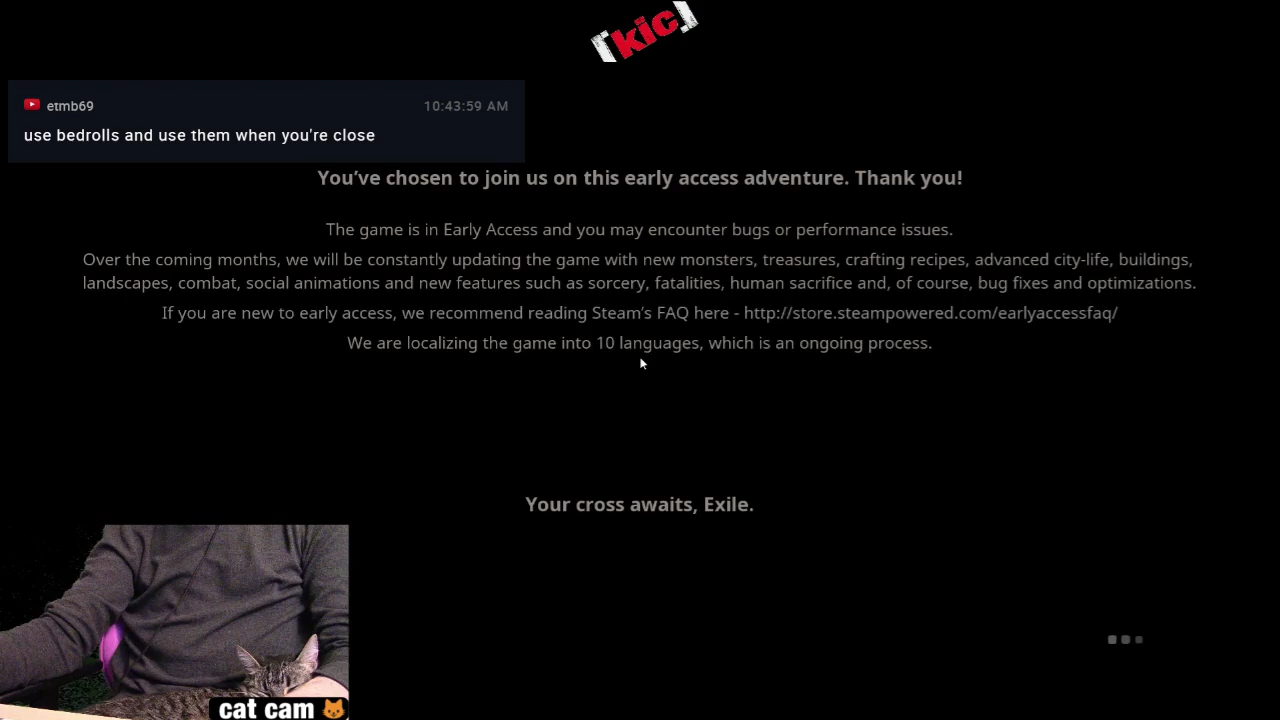 [kic]
etmb69
10:43:59 AM
use bedrolls and use them when you're close
You've chosen to join us on this early access adventure. Thank you!
The game is in Early Access and you may encounter bugs or performance issues.
Over the coming months, we will be constantly updating the game with new monsters, treasures, crafting recipes, advanced city-life, buildings,
landscapes, combat, social animations and new features such as sorcery, fatalities, human sacrifice and, of course, bug fixes and optimizations.
If you are new to early access, we recommend reading Steam's FAQ here - http://store.steampowered.com/earlyaccessfaq/
We are localizing the game into 10 languages, which is an ongoing process.
Your cross awaits, Exile.
cat cam 🐱